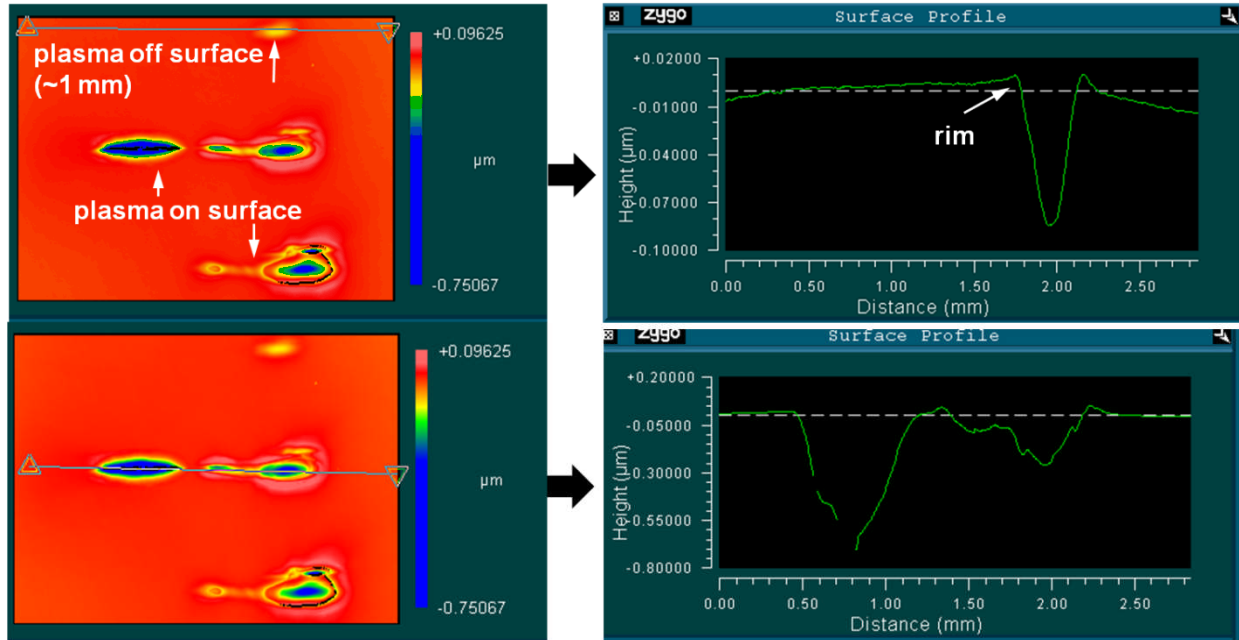 plasma off surface
(~1 mm)
plasma on surface
+0.09625
µm
-0.75067
zygo
Surface Profile
Height (µm)
+0.02000
-0.01000
-0.04000
-0.07000
-0.10000
rim
0.00
0.50
1.00
1.50
2.00
2.50
Distance (mm)
+0.09625
µm
-0.75067
zygo
Surface Profile
Height (µm)
+0.20000
-0.05000
-0.30000
-0.55000
-0.80000
0.00
0.50
1.00
1.50
2.00
2.50
Distance (mm)